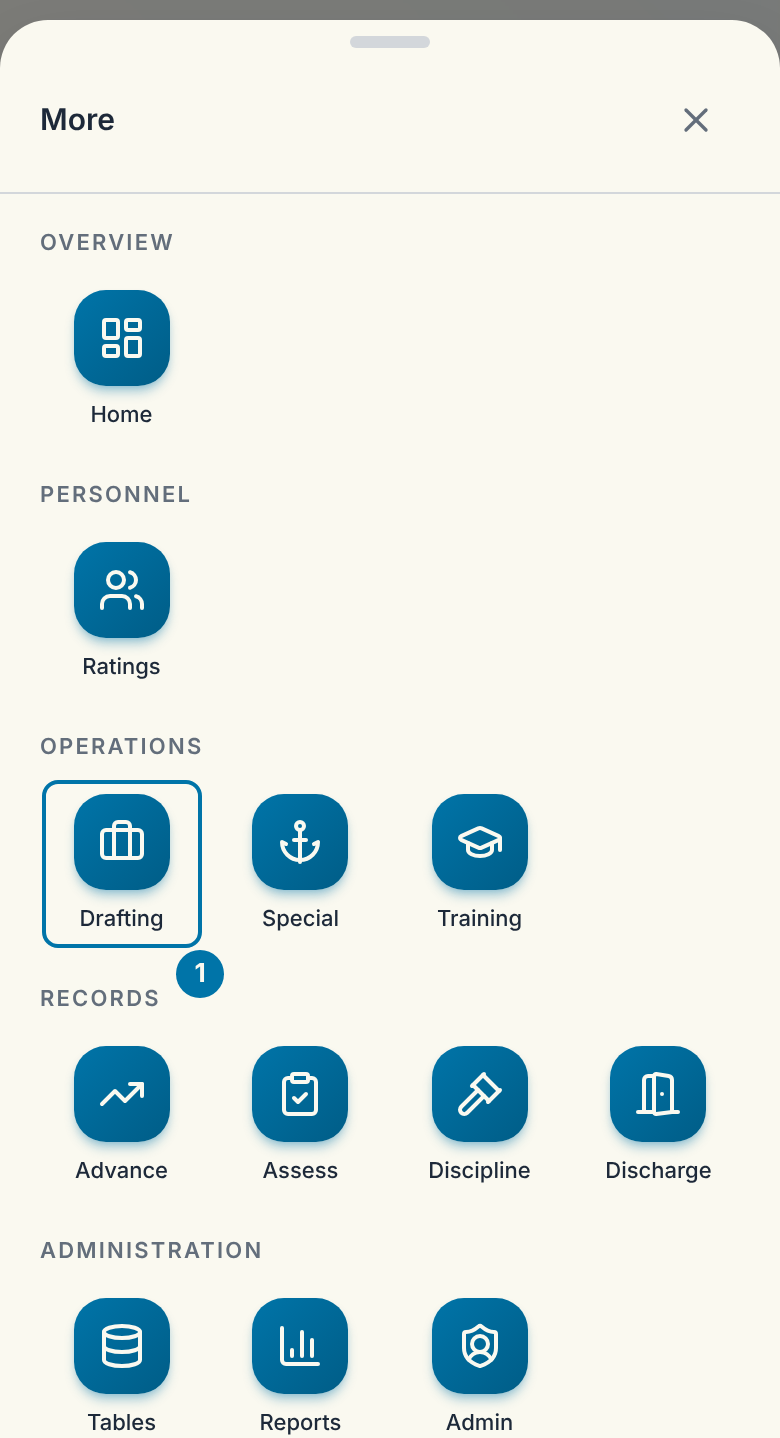 More
OVERVIEW
Home
PERSONNEL
Ratings
OPERATIONS
Drafting Special Training
1
RECORDS
Advance Assess Discipline Discharge
ADMINISTRATION
Tables Reports Admin